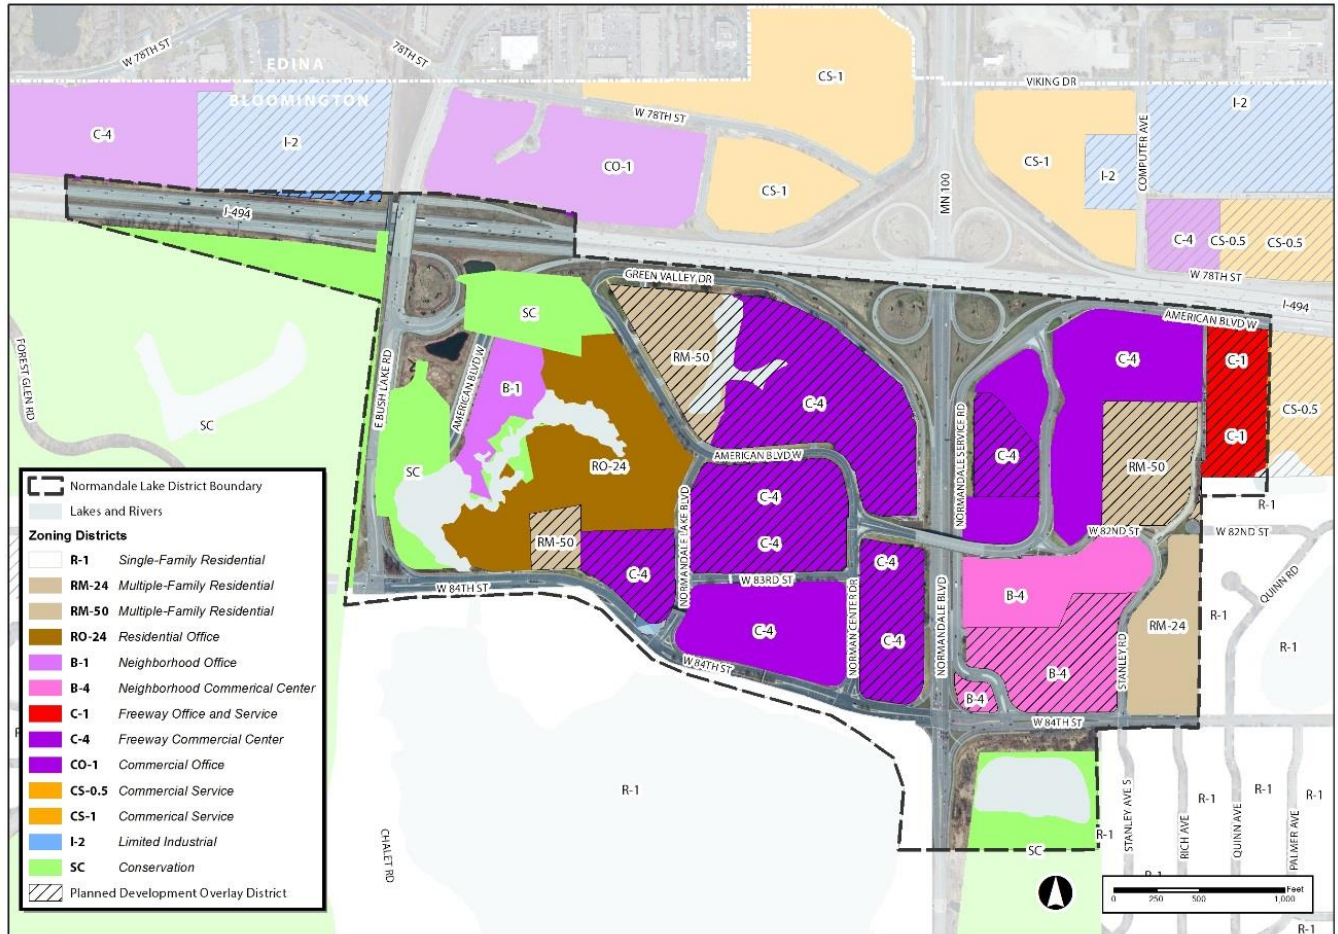 W 78TH ST
78TH ST
EDINA
BLOOMINGTON
CS-1
VIKING DR
I-2
C-4
I-2
W 78TH ST
CO-1
CS-1
CS-1
I-2
COMPUTER AVE
MN 100
C-4
CS-0.5
CS-0.5
W 78TH ST
I-494
I-494
GREEN VALLEY DR
AMERICAN BLVD W
SC
SC
FOREST GLEN RD
E BUSH LAKE RD
AMERICAN BLVD W
B-1
RM-50
C-4
C-4
C-1
C-1
CS-0.5
NORMANDALE SERVICE RD
C-4
RM-50
SC
RO-24
AMERICAN BLVD W
C-4
C-4
NORMANDALE LAKE BLVD
RM-50
C-4
W 84TH ST
W 83RD ST
C-4
C-4
C-4
NORMAN CENTER DR
NORMANDALE BLVD
W 84TH ST
W 82ND ST
R-1
W 82ND ST
QUINN RD
B-4
B-4
B-4
STANLEY RD
RM-24
R-1
R-1
W 84TH ST
R-1
CHALET RD
SC
R-1
STANLEY AVE S
RICH AVE
R-1
QUINN AVE
R-1
PALMER AVE
R-1
R-1
R-1
Normandale Lake District Boundary
Lakes and Rivers
Zoning Districts
R-1 Single-Family Residential
RM-24 Multiple-Family Residential
RM-50 Multiple-Family Residential
RO-24 Residential Office
B-1 Neighborhood Office
B-4 Neighborhood Commerical Center
C-1 Freeway Office and Service
C-4 Freeway Commercial Center
CO-1 Commercial Office
CS-0.5 Commercial Service
CS-1 Commerical Service
I-2 Limited Industrial
SC Conservation
Planned Development Overlay District
Feet
0 250 500 1,000